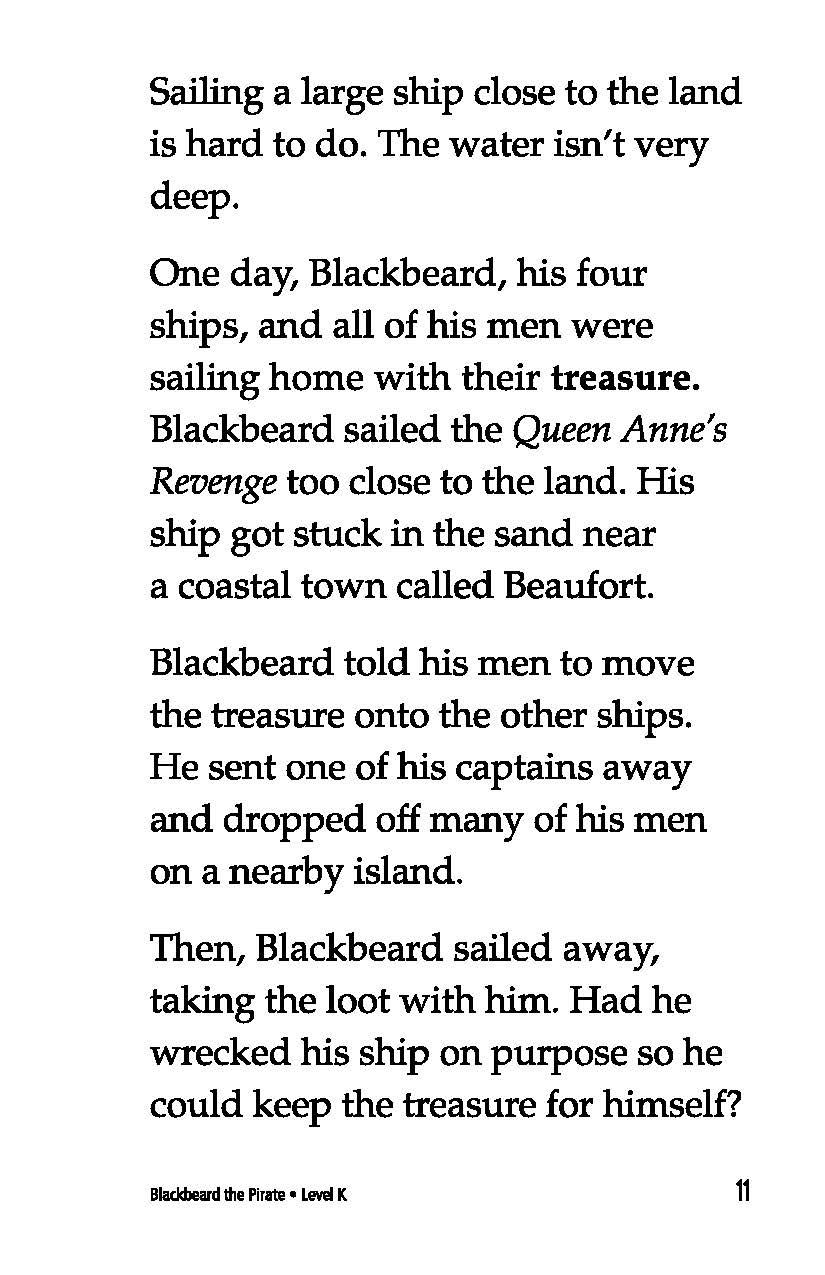 Sailing a large ship close to the land
is hard to do. The water isn't very
deep.
One day, Blackbeard, his four
ships, and all of his men were
sailing home with their treasure.
Blackbeard sailed the Queen Anne's
Revenge too close to the land. His
ship got stuck in the sand near
a coastal town called Beaufort.
Blackbeard told his men to move
the treasure onto the other ships.
He sent one of his captains away
and dropped off many of his men
on a nearby island.
Then, Blackbeard sailed away,
taking the loot with him. Had he
wrecked his ship on purpose so he
could keep the treasure for himself?
Blackbeard the Pirate • Level K 11